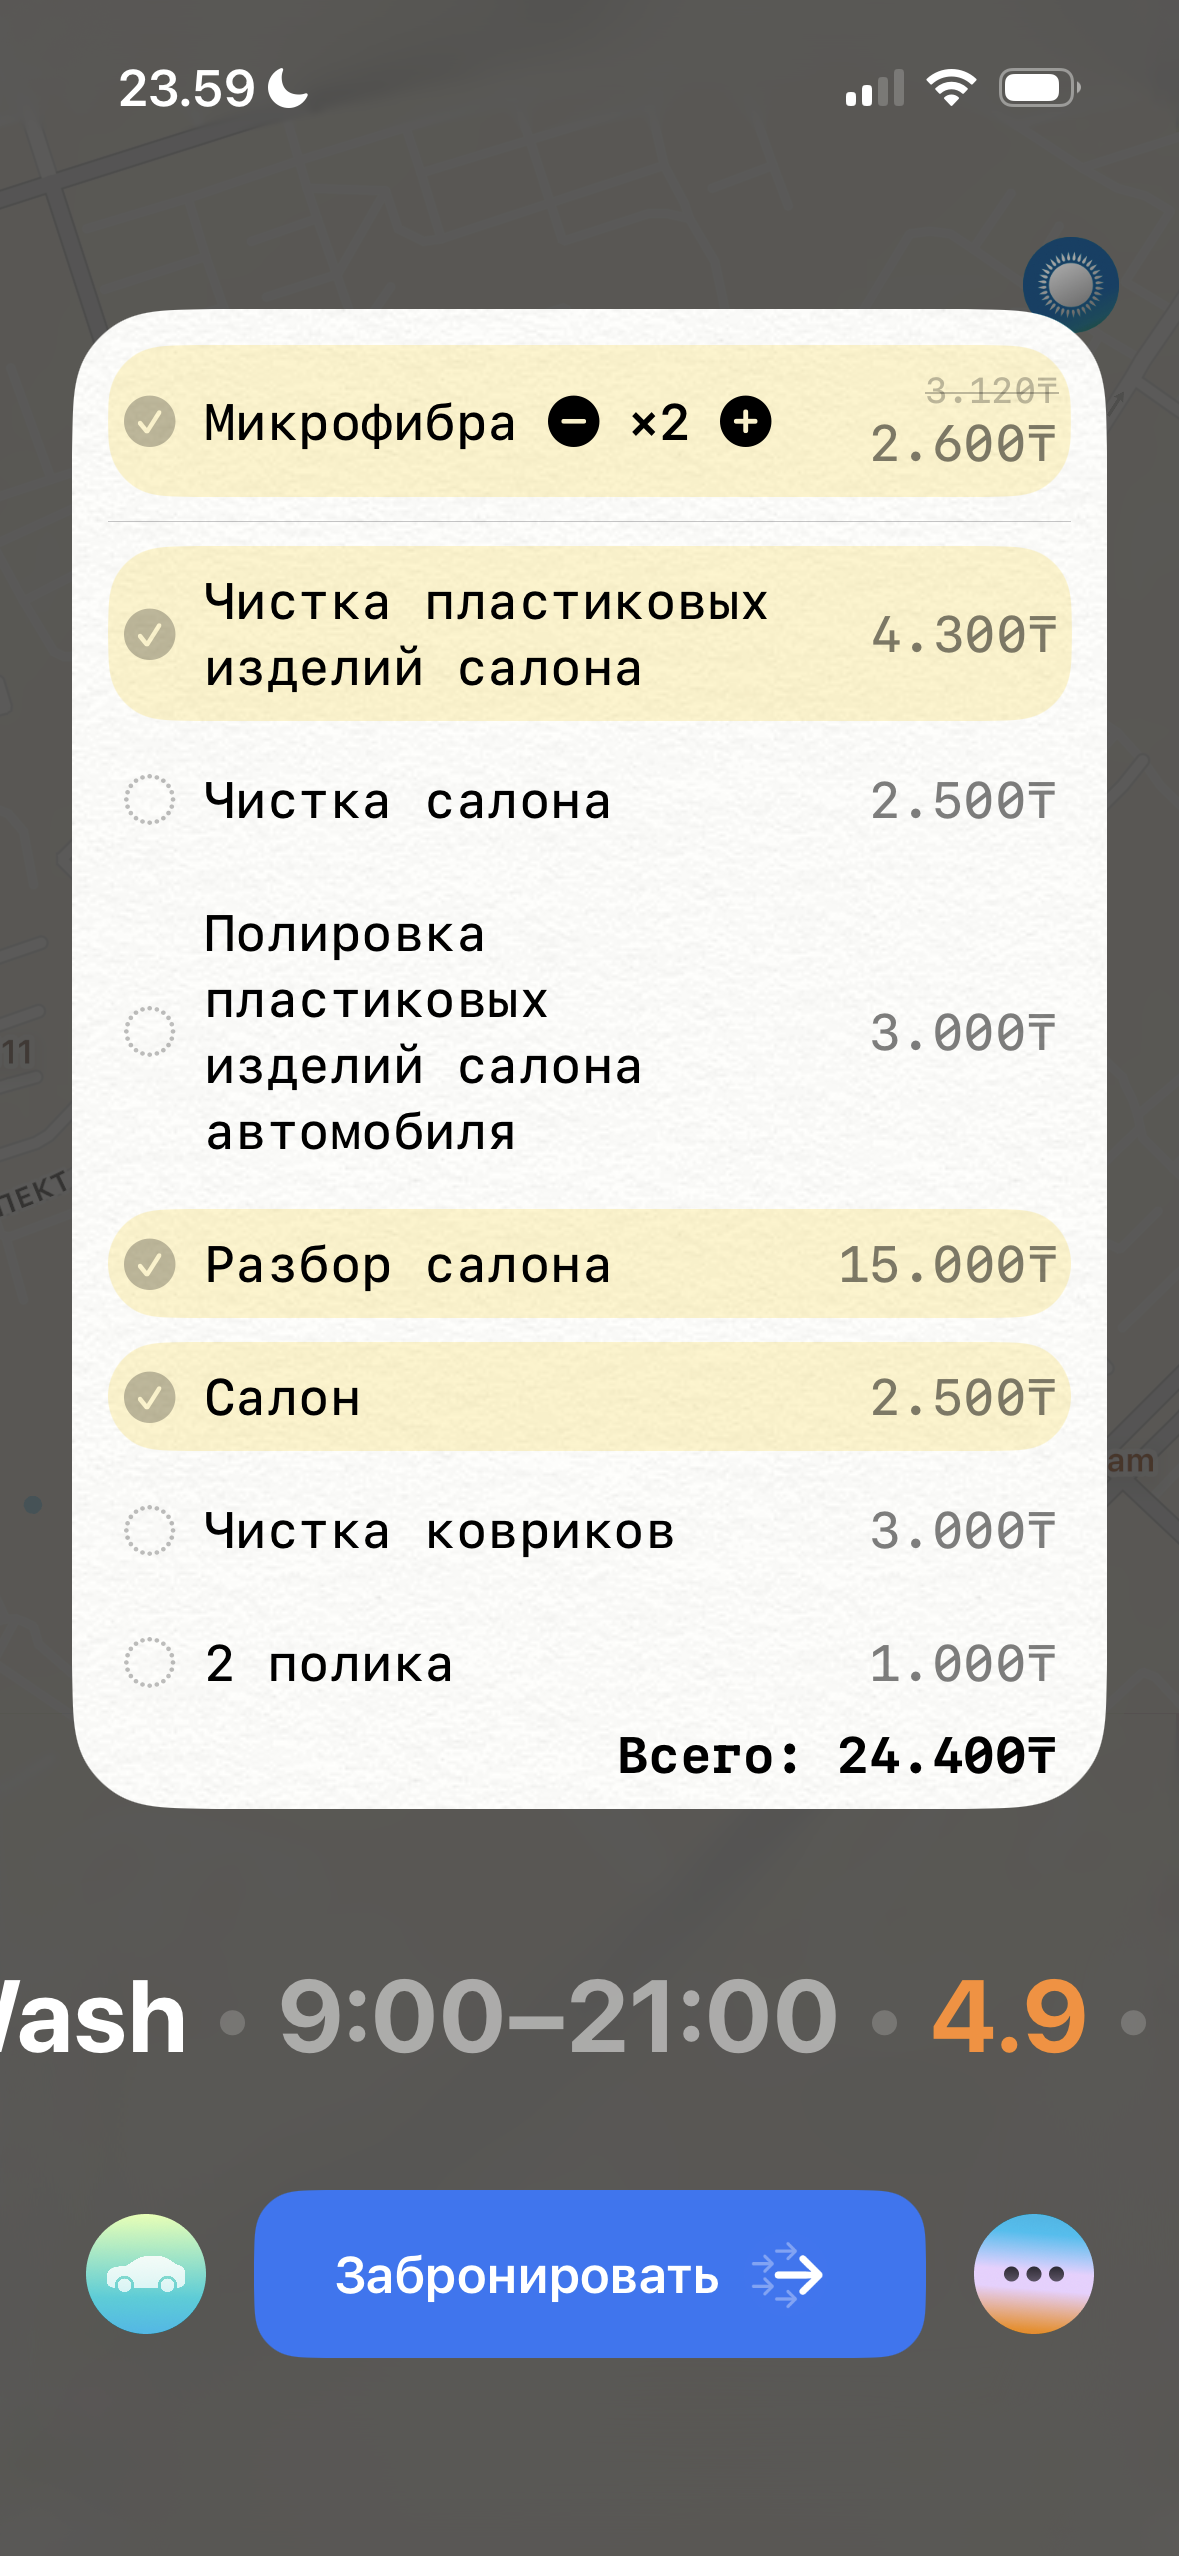 23.59
Микрофибра ×2 3.120₸
2.600₸
Чистка пластиковых
изделий салона 4.300₸
Чистка салона 2.500₸
Полировка
пластиковых
изделий салона 3.000₸
автомобиля
Разбор салона 15.000₸
Салон 2.500₸
Чистка ковриков 3.000₸
2 полика 1.000₸
Всего: 24.400₸
11
ПЕКТ
am
Wash • 9:00–21:00 • 4.9 •
Забронировать